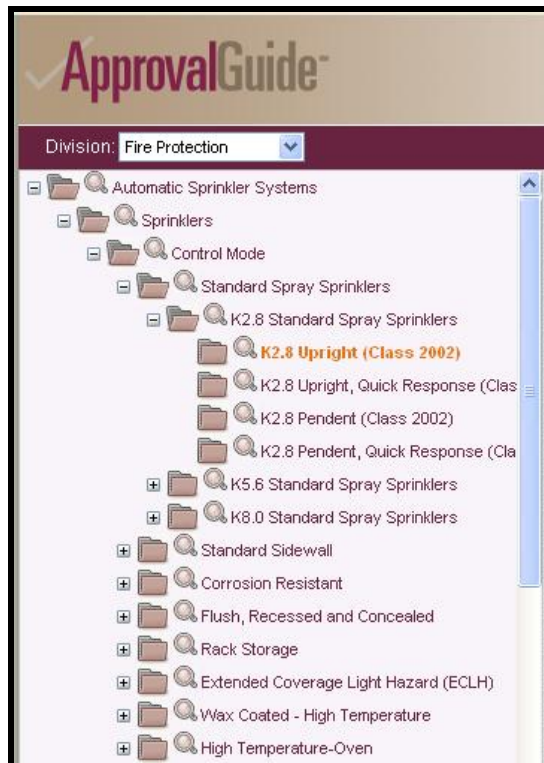 ApprovalGuide
Division: Fire Protection
Automatic Sprinkler Systems
Sprinklers
Control Mode
Standard Spray Sprinklers
K2.8 Standard Spray Sprinklers
K2.8 Upright (Class 2002)
K2.8 Upright, Quick Response (Clas
K2.8 Pendent (Class 2002)
K2.8 Pendent, Quick Response (Cla
K5.6 Standard Spray Sprinklers
K8.0 Standard Spray Sprinklers
Standard Sidewall
Corrosion Resistant
Flush, Recessed and Concealed
Rack Storage
Extended Coverage Light Hazard (ECLH)
Wax Coated - High Temperature
High Temperature-Oven